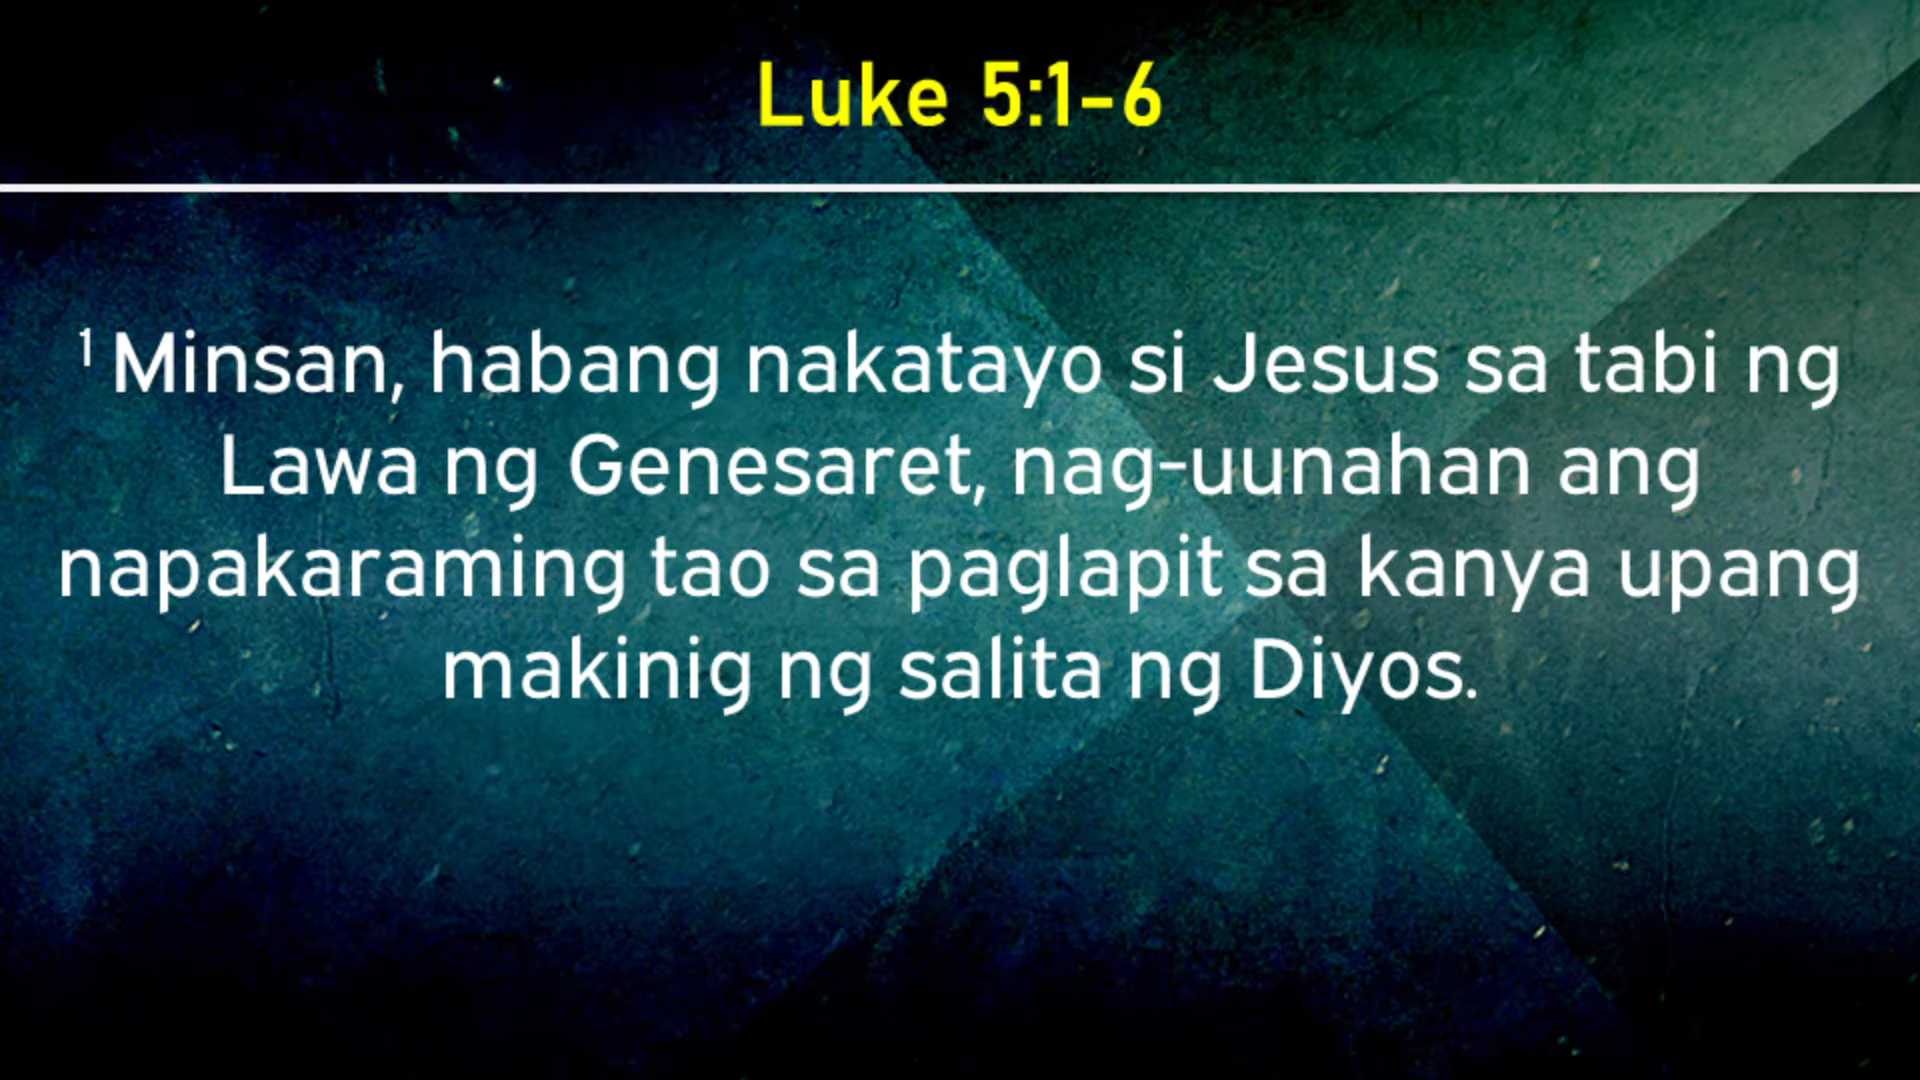 Luke 5:1-6
¹ Minsan, habang nakatayo si Jesus sa tabi ng
Lawa ng Genesaret, nag-uunahan ang
napakaraming tao sa paglapit sa kanya upang
makinig ng salita ng Diyos.